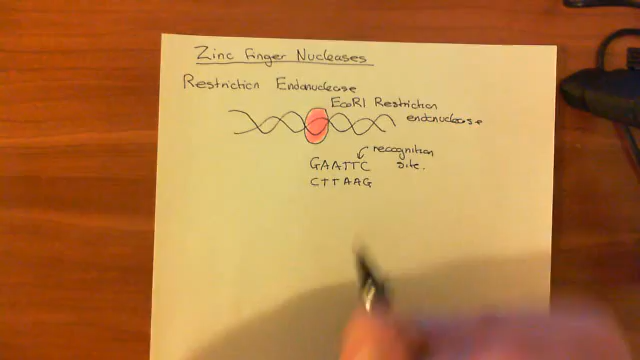 Zinc Finger Nucleases
Restriction Endonuclease
EcoRI Restriction
endonuclease
recognition
site.
GAATTC
CTTAAG